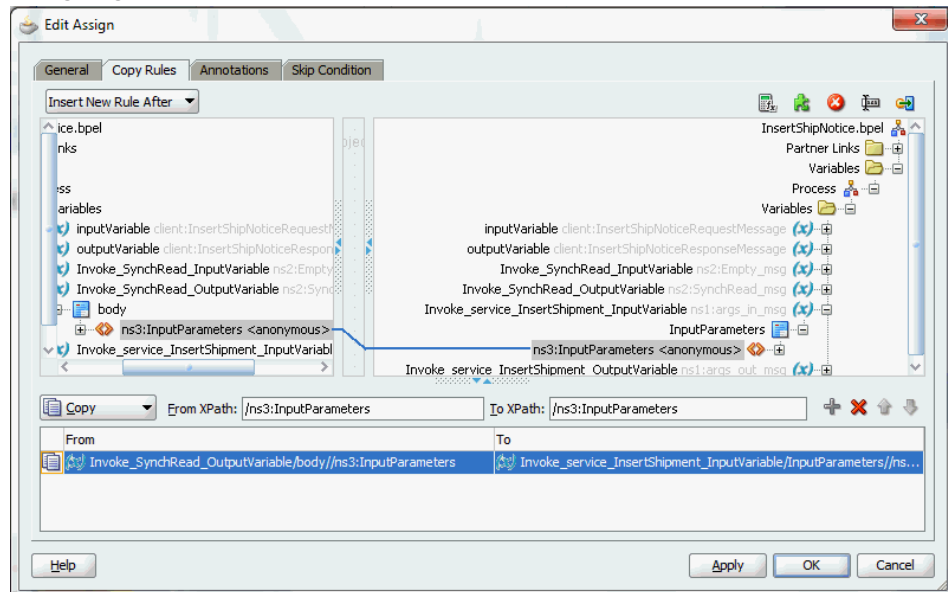 Edit Assign
General Copy Rules Annotations Skip Condition
Insert New Rule After
ice.bpel
InsertShipNotice.bpel
nks
Partner Links
Variables
ss
Process
ariables
Variables
inputVariable client:InsertShipNoticeRequestM
inputVariable client:InsertShipNoticeRequestMessage
outputVariable client:InsertShipNoticeRespon
outputVariable client:InsertShipNoticeResponseMessage
Invoke_SynchRead_InputVariable ns2:Empty
Invoke_SynchRead_InputVariable ns2:Empty_msg
Invoke_SynchRead_OutputVariable ns2:Sync
Invoke_SynchRead_OutputVariable ns2:SynchRead_msg
body
Invoke_service_InsertShipment_InputVariable ns1:args_in_msg
InputParameters
ns3:InputParameters <anonymous>
ns3:InputParameters <anonymous>
Invoke_service_InsertShipment_InputVariabl
Invoke_service_InsertShipment_OutputVariable ns1:args_out_msg
Copy From XPath: /ns3:InputParameters To XPath: /ns3:InputParameters
From To
Invoke_SynchRead_OutputVariable/body//ns3:InputParameters Invoke_service_InsertShipment_InputVariable/InputParameters//ns...
Help Apply OK Cancel